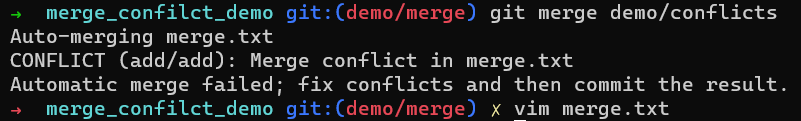 ➜ merge_confilct_demo git:(demo/merge) git merge demo/conflicts
Auto-merging merge.txt
CONFLICT (add/add): Merge conflict in merge.txt
Automatic merge failed; fix conflicts and then commit the result.
➜ merge_confilct_demo git:(demo/merge) ✗ vim merge.txt